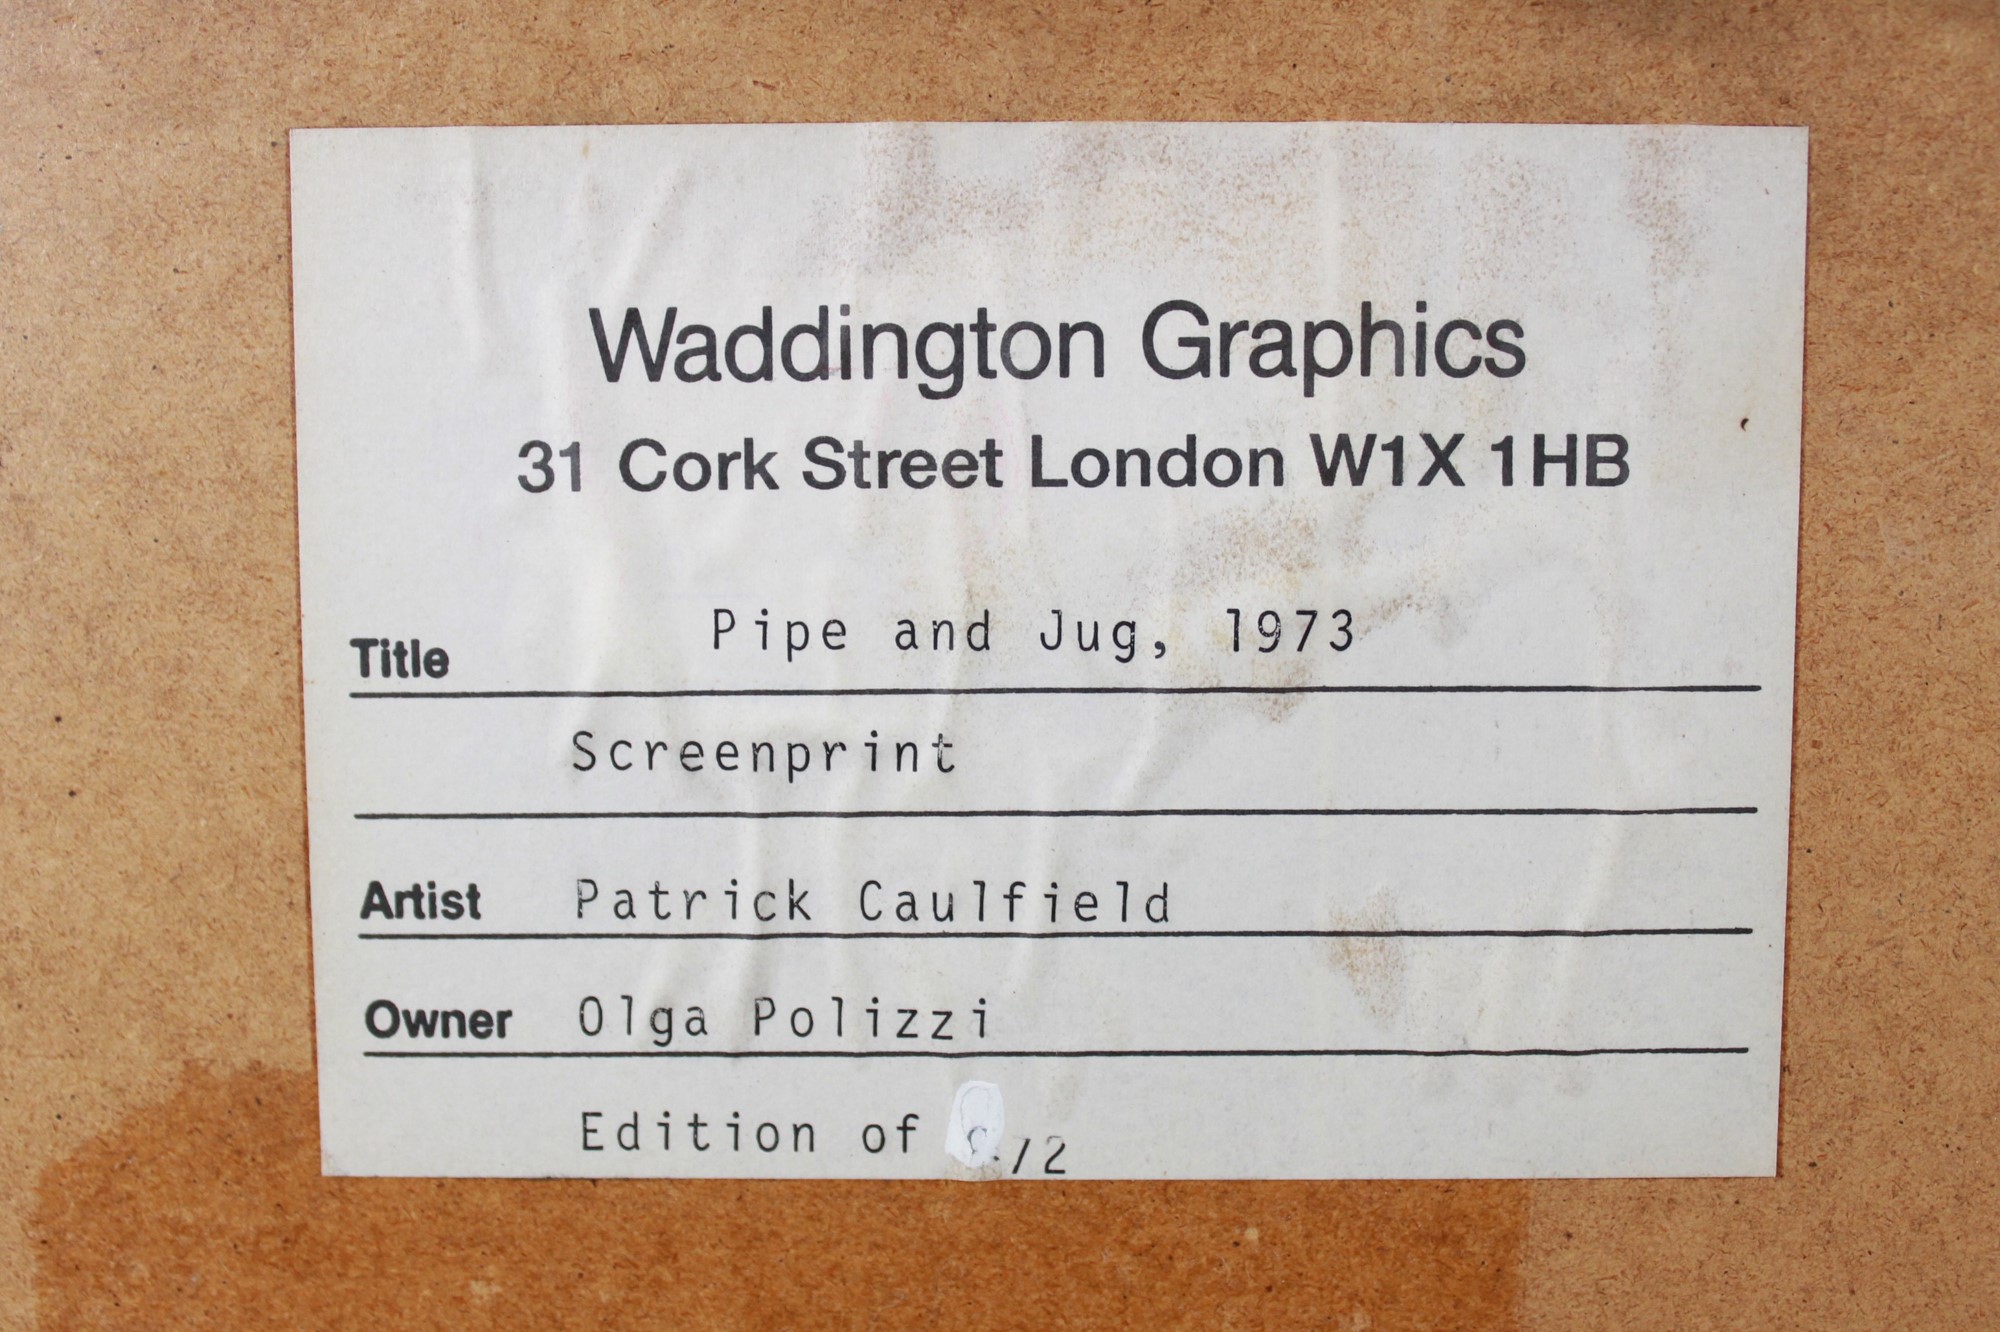 Waddington Graphics
31 Cork Street London W1X 1HB
Title Pipe and Jug, 1973
Screenprint
Artist Patrick Caulfield
Owner Olga Polizzi
Edition of